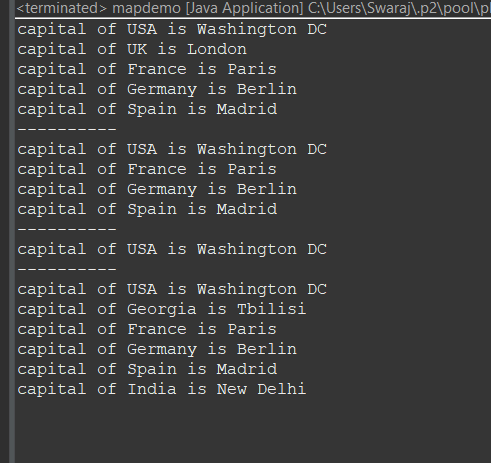 <terminated> mapdemo [Java Application] C:\Users\Swaraj\.p2\pool\pl
capital of USA is Washington DC
capital of UK is London
capital of France is Paris
capital of Germany is Berlin
capital of Spain is Madrid
----------
capital of USA is Washington DC
capital of France is Paris
capital of Germany is Berlin
capital of Spain is Madrid
----------
capital of USA is Washington DC
----------
capital of USA is Washington DC
capital of Georgia is Tbilisi
capital of France is Paris
capital of Germany is Berlin
capital of Spain is Madrid
capital of India is New Delhi